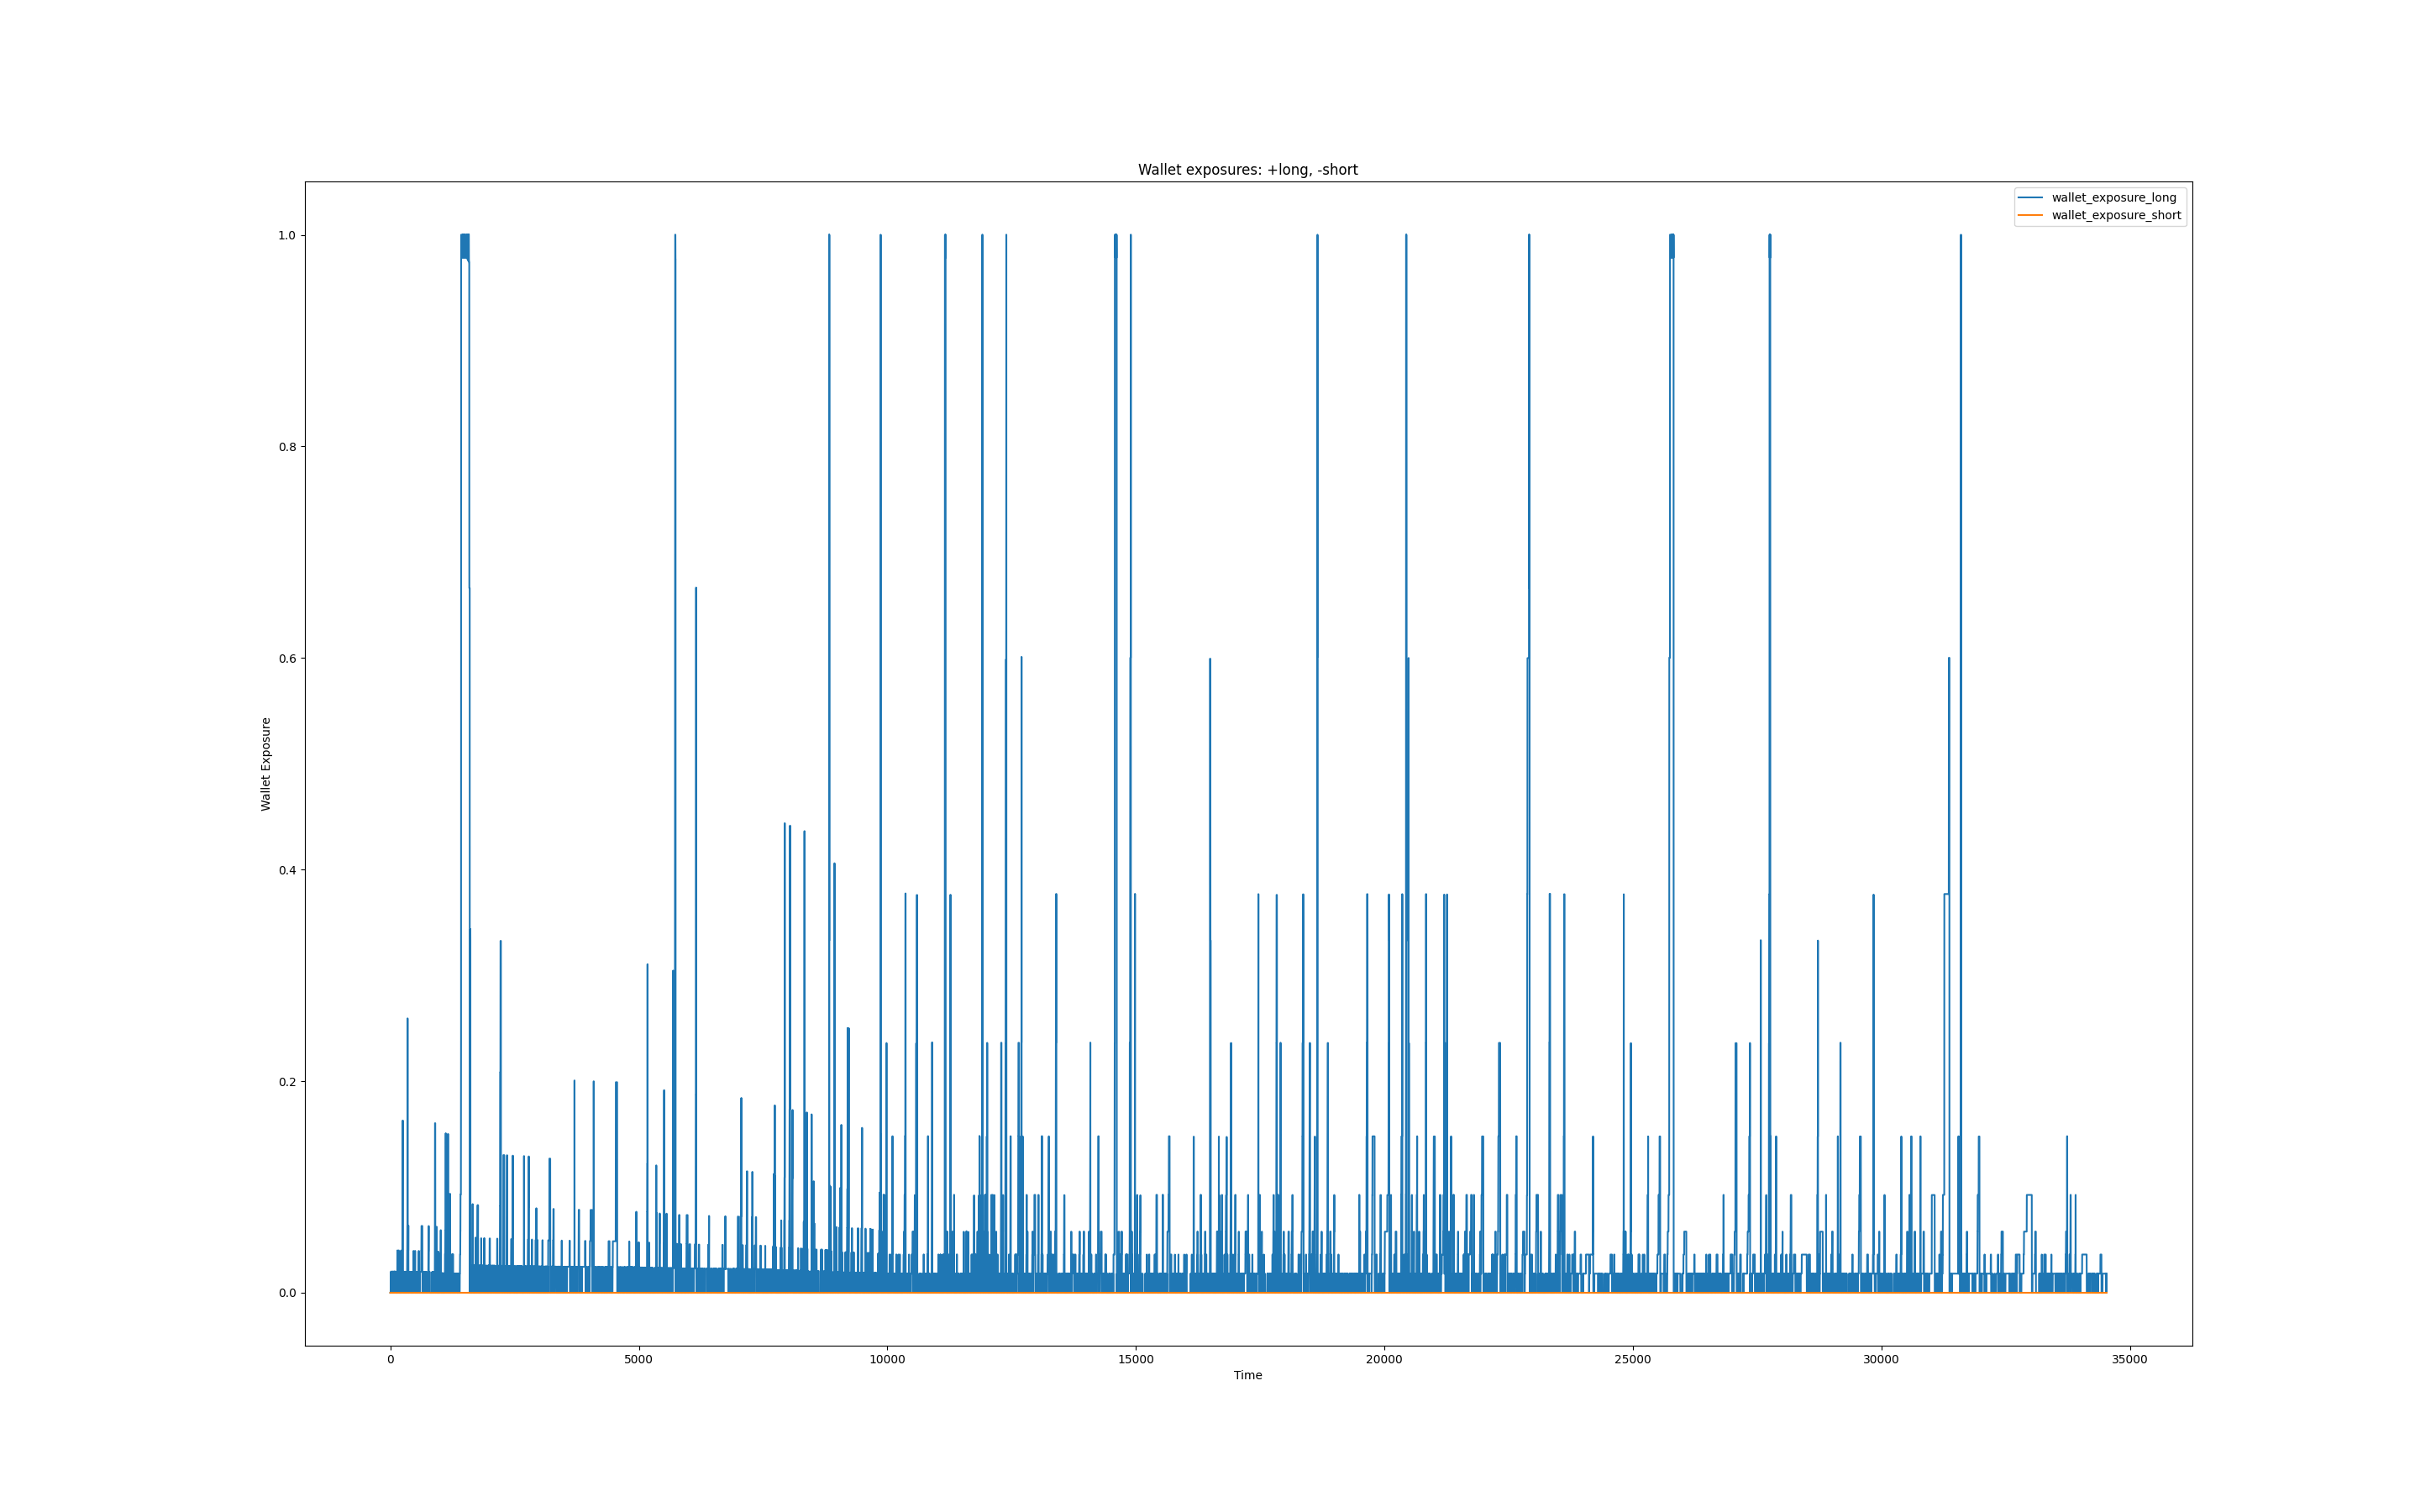 Wallet exposures: +long, -short
wallet_exposure_long
wallet_exposure_short
1.0
0.8
0.6
0.4
0.2
0.0
Wallet Exposure
0 5000 10000 15000 20000 25000 30000 35000
Time